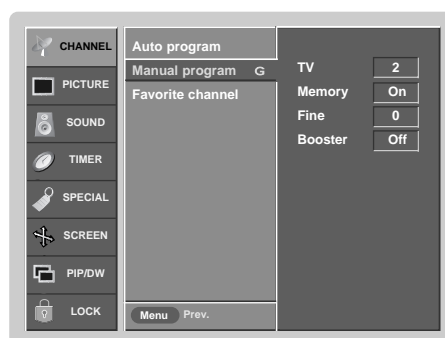 CHANNEL
PICTURE
SOUND
TIMER
SPECIAL
SCREEN
PIP/DW
LOCK
Auto program
Manual program G
Favorite channel
Menu Prev.
TV 2
Memory On
Fine 0
Booster Off